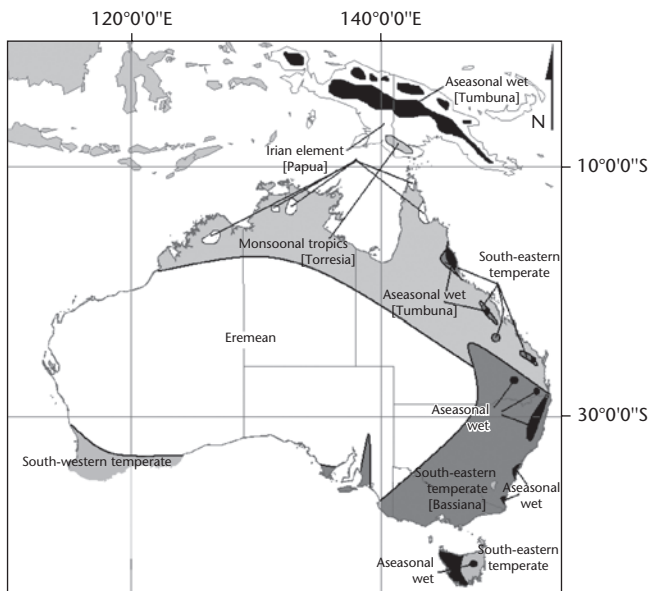 120°0'0"E
140°0'0"E
Aseasonal wet
[Tumbuna]
N
Irian element
[Papua]
10°0'0"S
Monsoonal tropics
[Torresia]
South-eastern
temperate
Aseasonal wet
[Tumbuna]
Eremean
Aseasonal
wet
30°0'0"S
South-western temperate
South-eastern
temperate
[Bassiana]
Aseasonal
wet
South-eastern
temperate
Aseasonal
wet